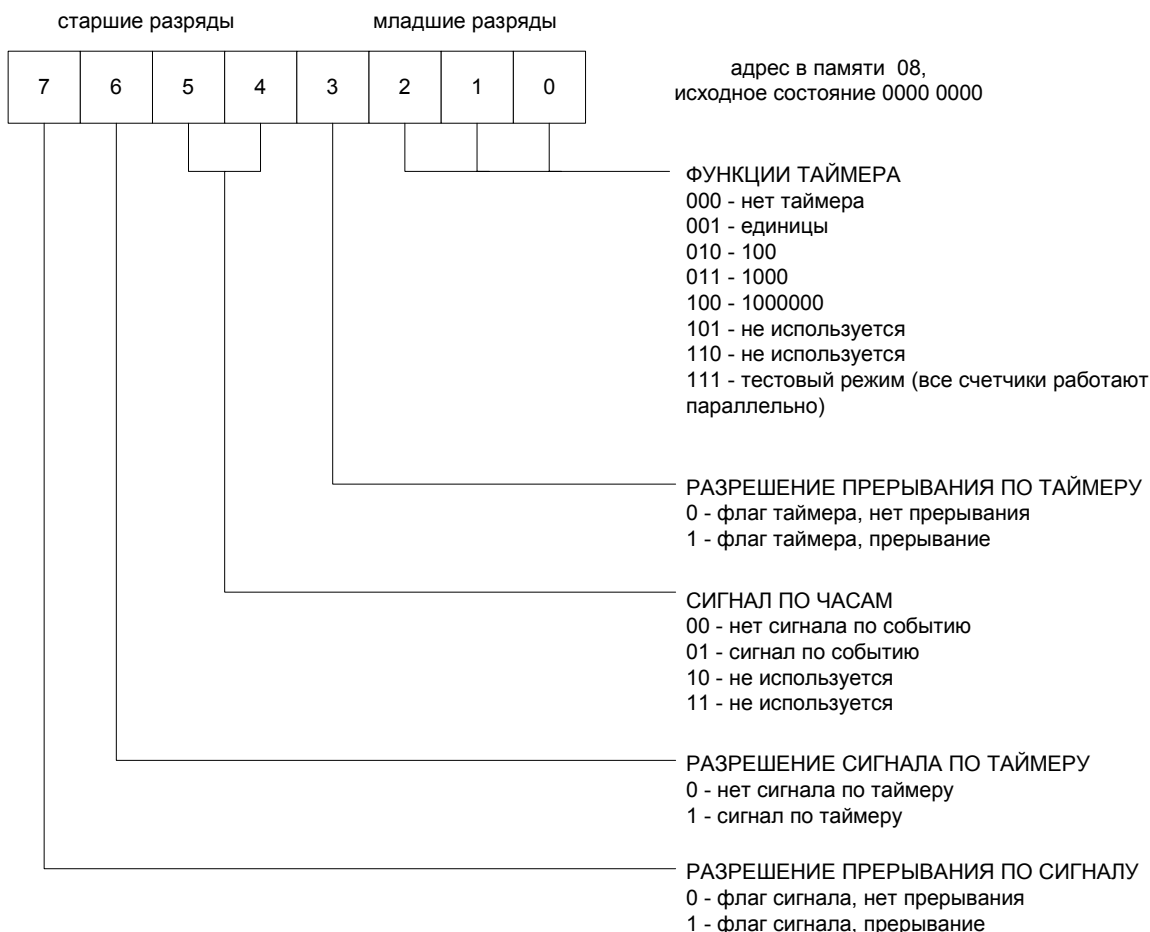 старшие разряды младшие разряды
7 6 5 4 3 2 1 0
адрес в памяти 08,
исходное состояние 0000 0000
ФУНКЦИИ ТАЙМЕРА
000 - нет таймера
001 - единицы
010 - 100
011 - 1000
100 - 1000000
101 - не используется
110 - не используется
111 - тестовый режим (все счетчики работают
параллельно)
РАЗРЕШЕНИЕ ПРЕРЫВАНИЯ ПО ТАЙМЕРУ
0 - флаг таймера, нет прерывания
1 - флаг таймера, прерывание
СИГНАЛ ПО ЧАСАМ
00 - нет сигнала по событию
01 - сигнал по событию
10 - не используется
11 - не используется
РАЗРЕШЕНИЕ СИГНАЛА ПО ТАЙМЕРУ
0 - нет сигнала по таймеру
1 - сигнал по таймеру
РАЗРЕШЕНИЕ ПРЕРЫВАНИЯ ПО СИГНАЛУ
0 - флаг сигнала, нет прерывания
1 - флаг сигнала, прерывание